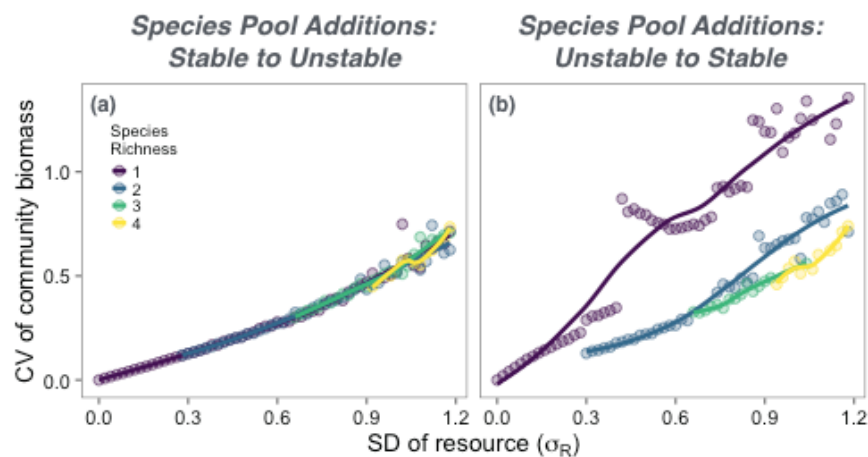 Species Pool Additions:
Stable to Unstable
Species Pool Additions:
Unstable to Stable
(a)
(b)
Species
Richness
1
2
3
4
CV of community biomass
1.0
0.5
0.0
0.0 0.3 0.6 0.9 1.2
0.0 0.3 0.6 0.9 1.2
SD of resource (σR)